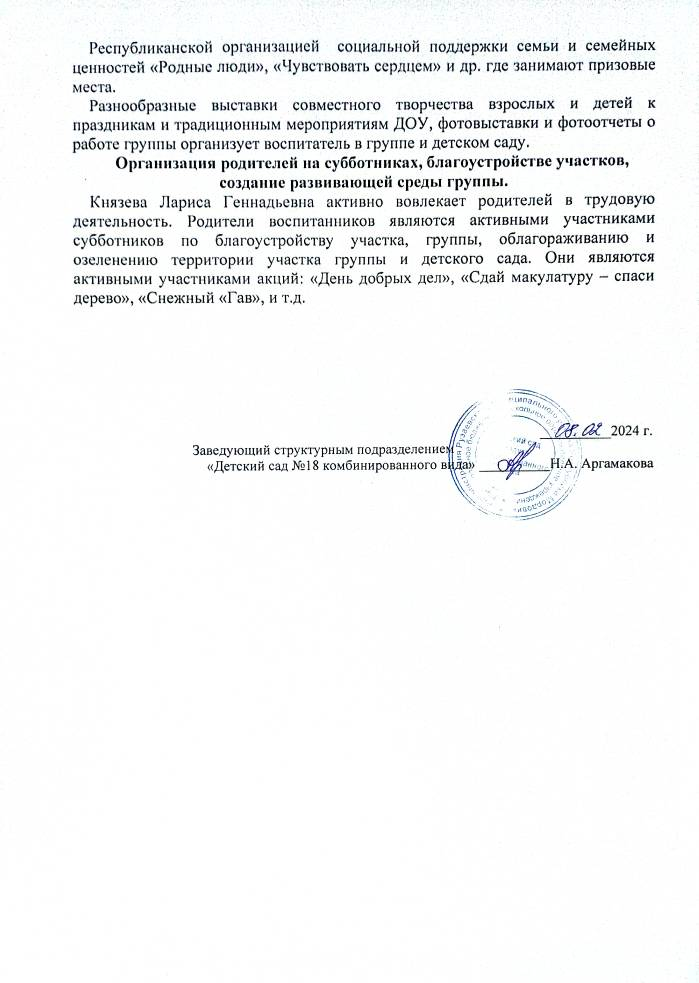 Республиканской организацией социальной поддержки семьи и семейных
ценностей «Родные люди», «Чувствовать сердцем» и др. где занимают призовые
места.
Разнообразные выставки совместного творчества взрослых и детей к
праздникам и традиционным мероприятиям ДОУ, фотовыставки и фотоотчеты о
работе группы организует воспитатель в группе и детском саду.
Организация родителей на субботниках, благоустройстве участков,
создание развивающей среды группы.
Князева Лариса Геннадьевна активно вовлекает родителей в трудовую
деятельность. Родители воспитанников являются активными участниками
субботников по благоустройству участка, группы, облагораживанию и
озеленению территории участка группы и детского сада. Они являются
активными участниками акций: «День добрых дел», «Сдай макулатуру – спаси
дерево», «Снежный «Гав», и т.д.
08.02 2024 г.
Заведующий структурным подразделением
«Детский сад №18 комбинированного вида» Н.А. Аргамакова